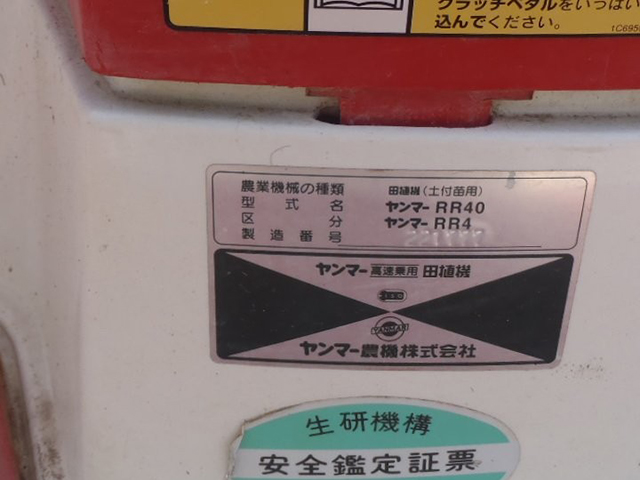 クラッチペダルをいっぱい
込んでください。
農業機械の種類 田植機(土付苗用)
型式名 ヤンマー RR40
区分 ヤンマー RR4
製造番号
ヤンマー 高速乗用 田植機
YANMAR
ヤンマー農機株式会社
生研機構
安全鑑定証票